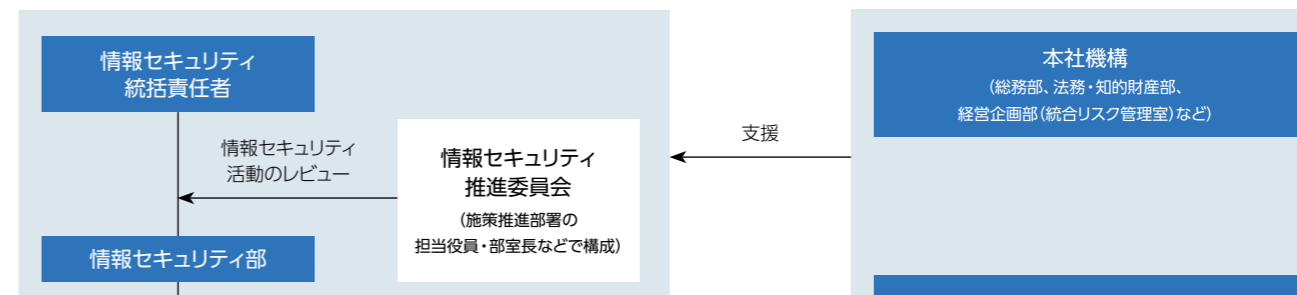 情報セキュリティ
統括責任者
情報セキュリティ
活動のレビュー
情報セキュリティ
推進委員会
(施策推進部署の
担当役員・部室長などで構成)
情報セキュリティ部
支援
本社機構
(総務部、法務・知的財産部、
経営企画部(統合リスク管理室)など)